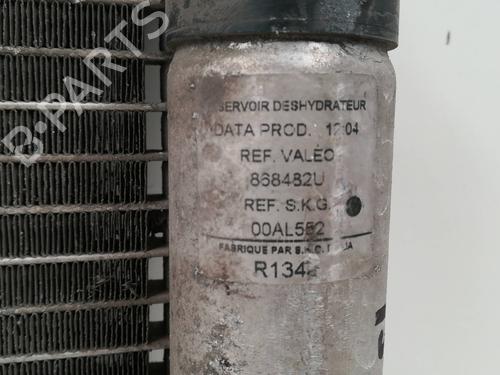 B-PARTS
SERVOIR DESHYDRATEUR
DATA PROD. 12 04
REF. VALEO
868482U
REF. S.K.G.
00AL552
FABRIQUE PAR
R134